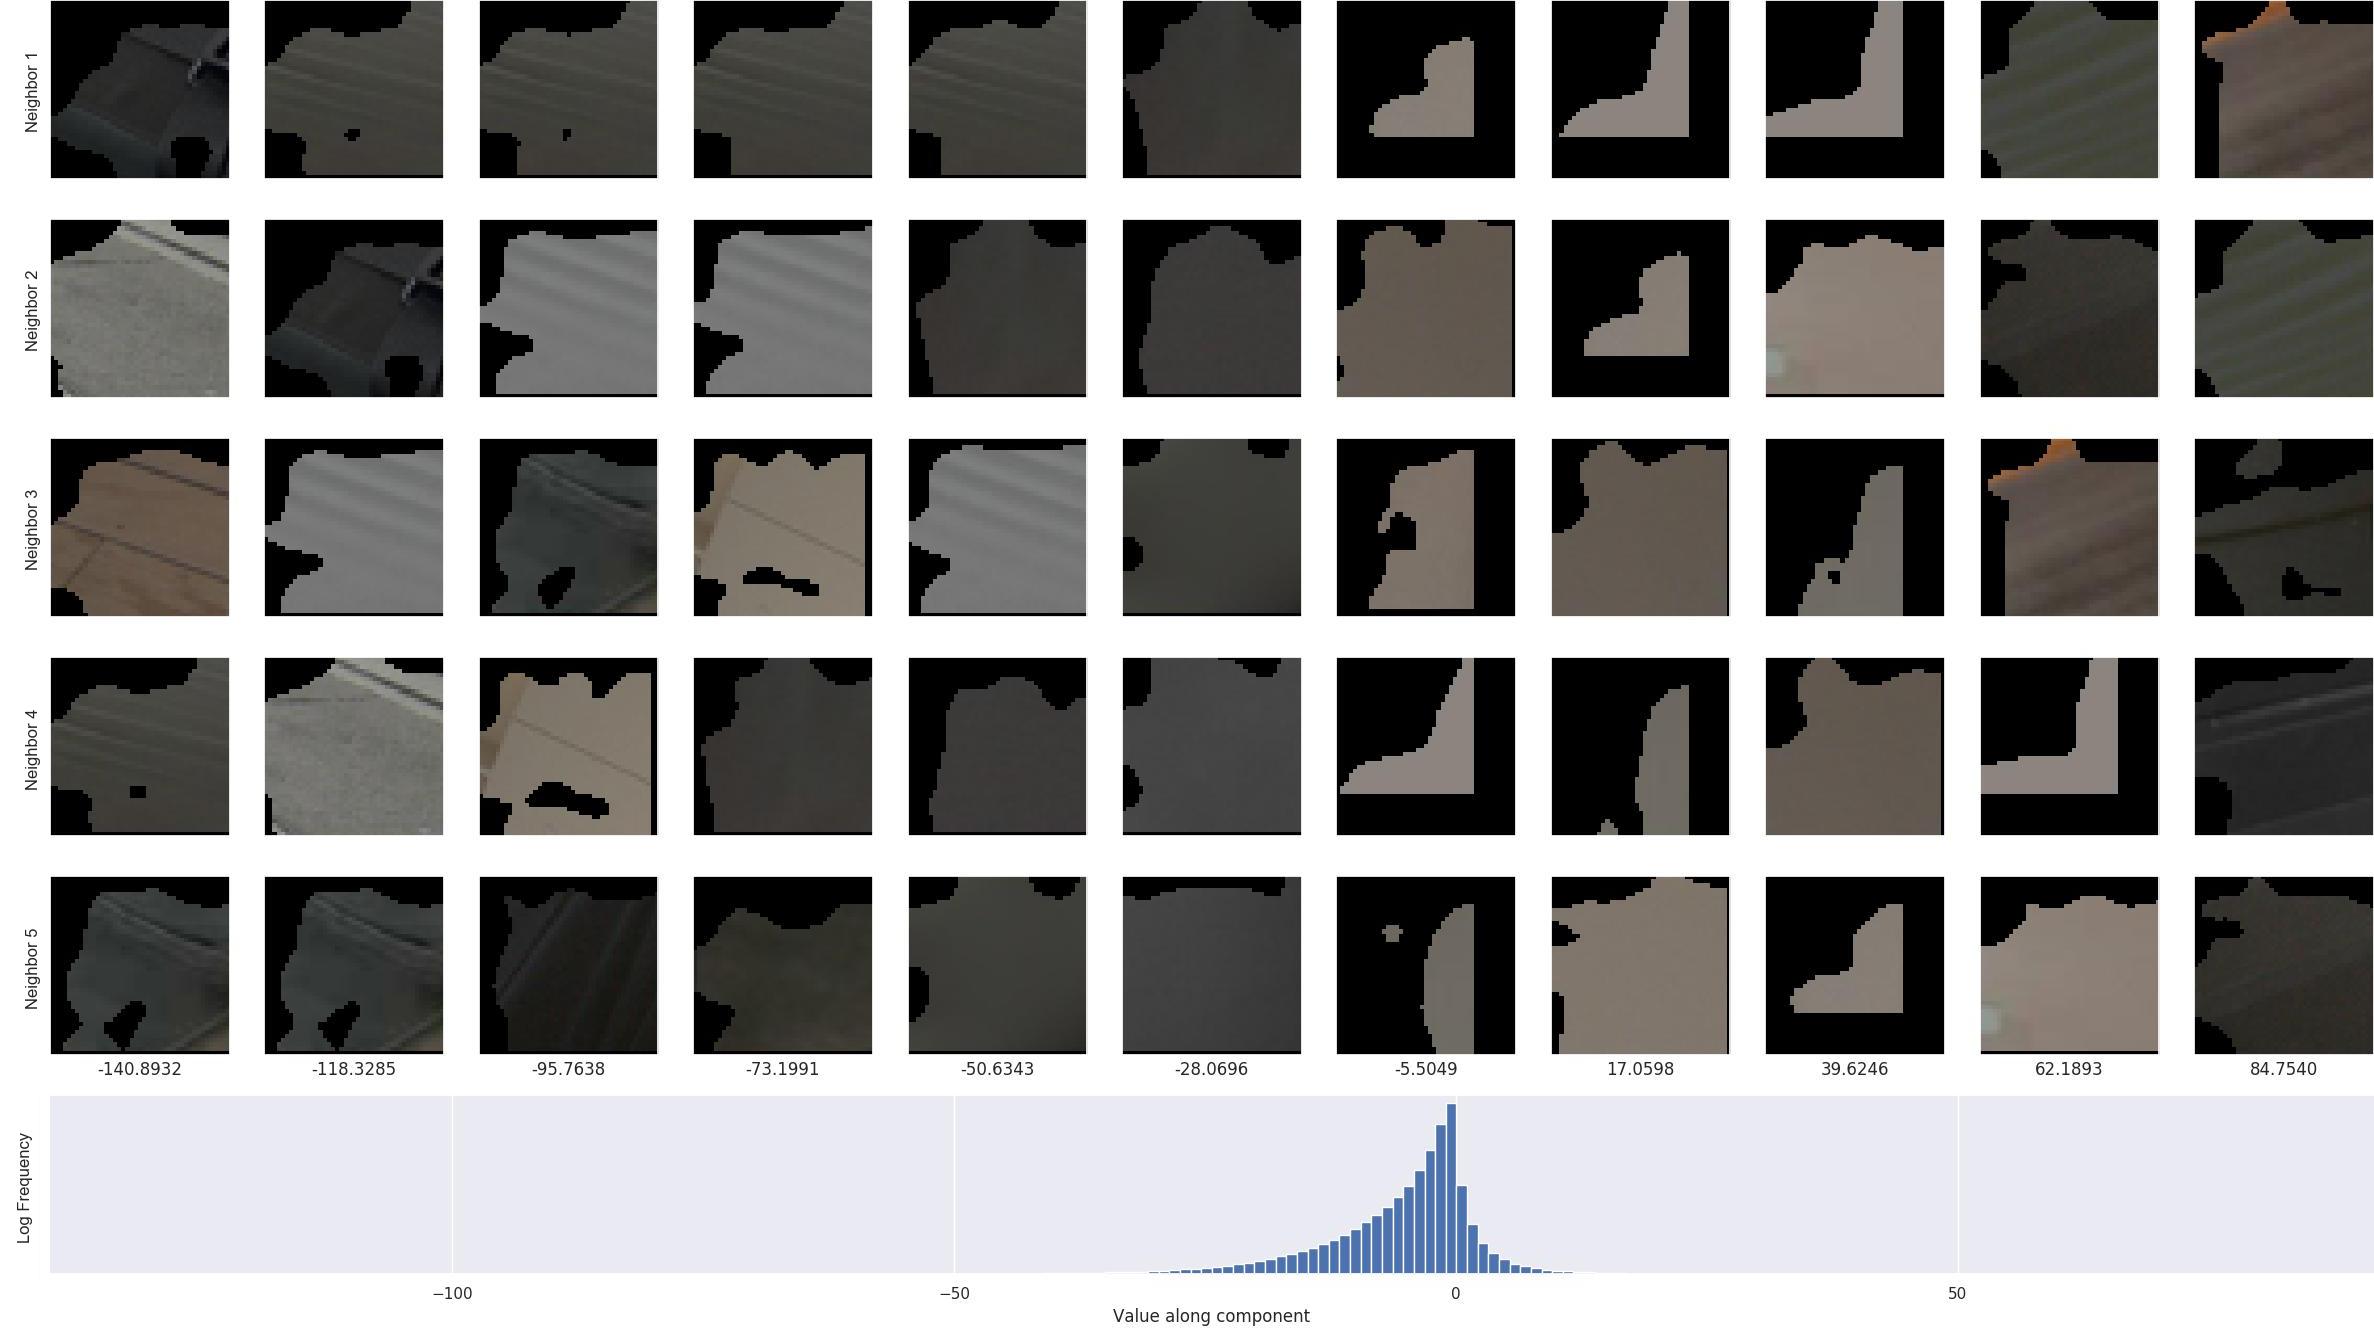 Neighbor 1
Neighbor 2
Neighbor 3
Neighbor 4
Neighbor 5
-140.8932 -118.3285 -95.7638 -73.1991 -50.6343 -28.0696 -5.5049 17.0598 39.6246 62.1893 84.7540
Log Frequency
−100 −50 0 50
Value along component